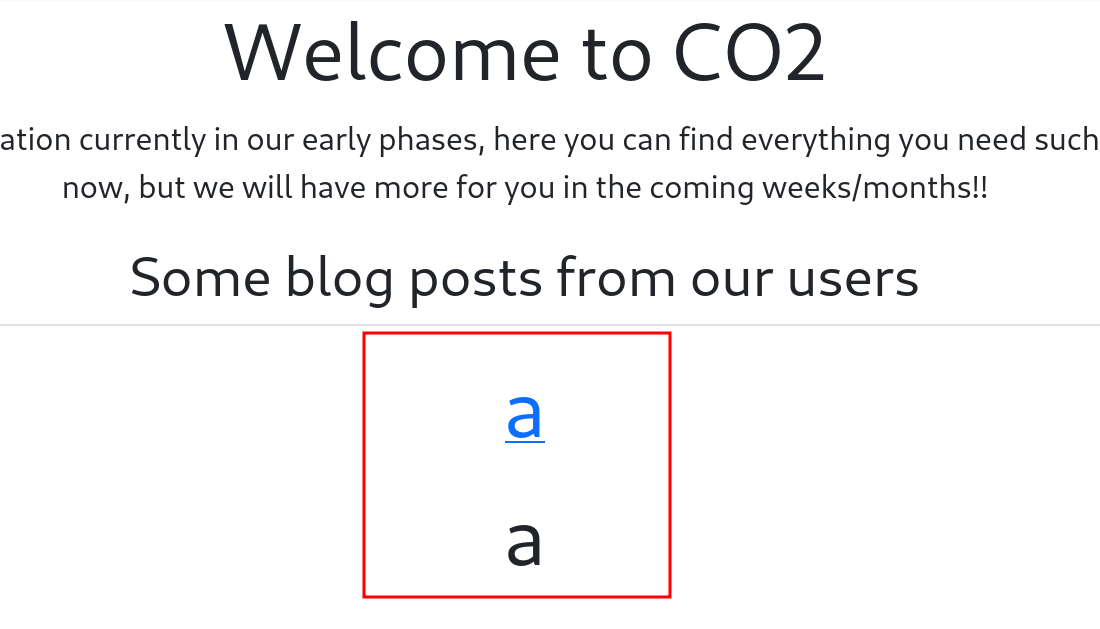 Welcome to CO2
ation currently in our early phases, here you can find everything you need such
now, but we will have more for you in the coming weeks/months!!
Some blog posts from our users
a
a